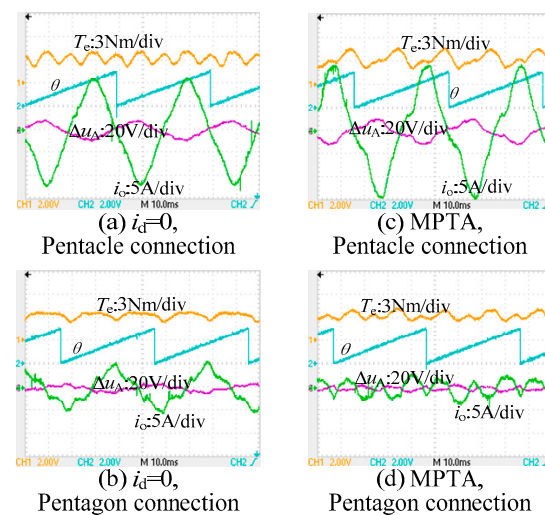 Te:3Nm/div
θ
ΔuA:20V/div
io:5A/div
CH1 2.00V CH2 2.00V M 10.0ms CH2
(a) id=0,
Pentacle connection
Te:3Nm/div
θ
ΔuA:20V/div
io:5A/div
CH1 2.00V CH2 2.00V M 10.0ms CH2
(c) MPTA,
Pentacle connection
Te:3Nm/div
θ
ΔuA:20V/div
io:5A/div
CH1 2.00V CH2 2.00V M 10.0ms CH2
(b) id=0,
Pentagon connection
Te:3Nm/div
θ
ΔuA:20V/div
io:5A/div
CH1 2.00V CH2 2.00V M 10.0ms CH2
(d) MPTA,
Pentagon connection